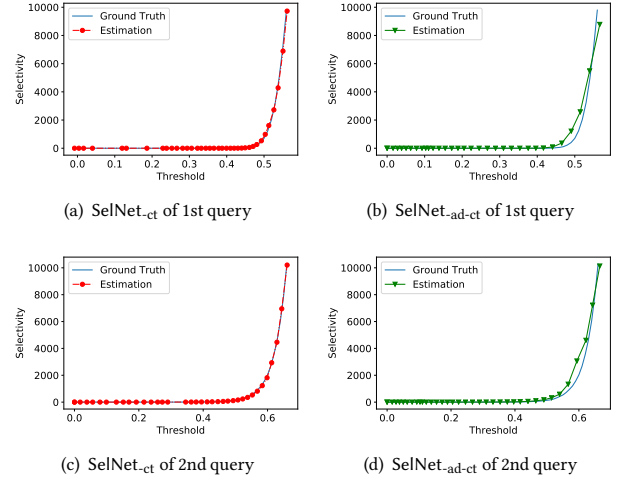 10000
8000
6000
4000
2000
0
Selectivity
Ground Truth
Estimation
0.0 0.1 0.2 0.3 0.4 0.5
Threshold
(a) SelNet-ct of 1st query
10000
8000
6000
4000
2000
0
Selectivity
Ground Truth
Estimation
0.0 0.1 0.2 0.3 0.4 0.5
Threshold
(b) SelNet-ad-ct of 1st query
10000
8000
6000
4000
2000
0
Selectivity
Ground Truth
Estimation
0.0 0.2 0.4 0.6
Threshold
(c) SelNet-ct of 2nd query
10000
8000
6000
4000
2000
0
Selectivity
Ground Truth
Estimation
0.0 0.2 0.4 0.6
Threshold
(d) SelNet-ad-ct of 2nd query